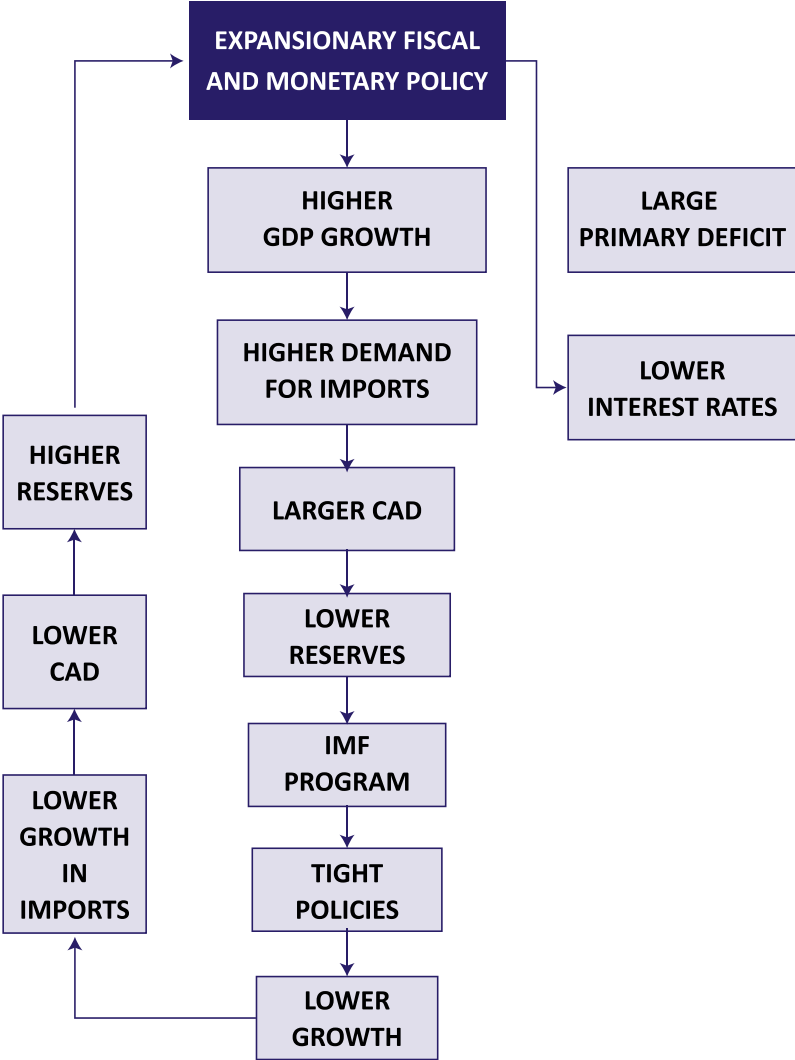 EXPANSIONARY FISCAL
AND MONETARY POLICY
HIGHER
GDP GROWTH
LARGE
PRIMARY DEFICIT
HIGHER DEMAND
FOR IMPORTS
LOWER
INTEREST RATES
LARGER CAD
LOWER
RESERVES
IMF
PROGRAM
TIGHT
POLICIES
LOWER
GROWTH
LOWER
GROWTH
IN
IMPORTS
LOWER
CAD
HIGHER
RESERVES